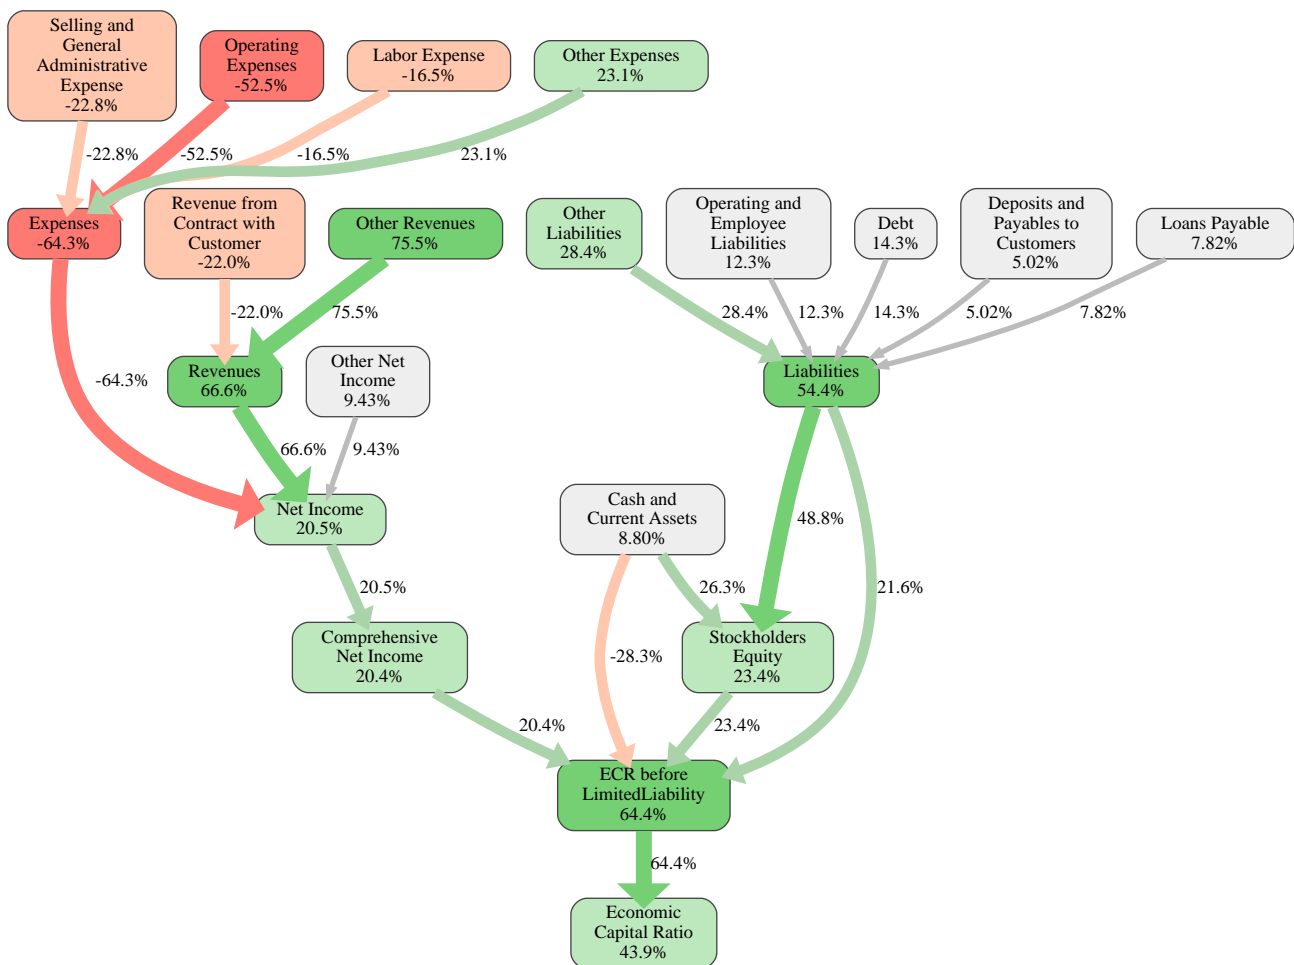 Selling and
General
Administrative
Expense
-22.8%
Operating
Expenses
-52.5%
Labor Expense
-16.5%
Other Expenses
23.1%
-22.8%
-52.5%
-16.5%
23.1%
Expenses
-64.3%
Revenue from
Contract with
Customer
-22.0%
Other Revenues
75.5%
Other
Liabilities
28.4%
Operating and
Employee
Liabilities
12.3%
Debt
14.3%
Deposits and
Payables to
Customers
5.02%
Loans Payable
7.82%
-22.0%
75.5%
28.4%
12.3%
14.3%
5.02%
7.82%
Revenues
66.6%
Other Net
Income
9.43%
Liabilities
54.4%
-64.3%
66.6%
9.43%
Net Income
20.5%
Cash and
Current Assets
8.80%
48.8%
20.5%
26.3%
21.6%
Comprehensive
Net Income
20.4%
-28.3%
Stockholders
Equity
23.4%
20.4%
23.4%
ECR before
LimitedLiability
64.4%
64.4%
Economic
Capital Ratio
43.9%